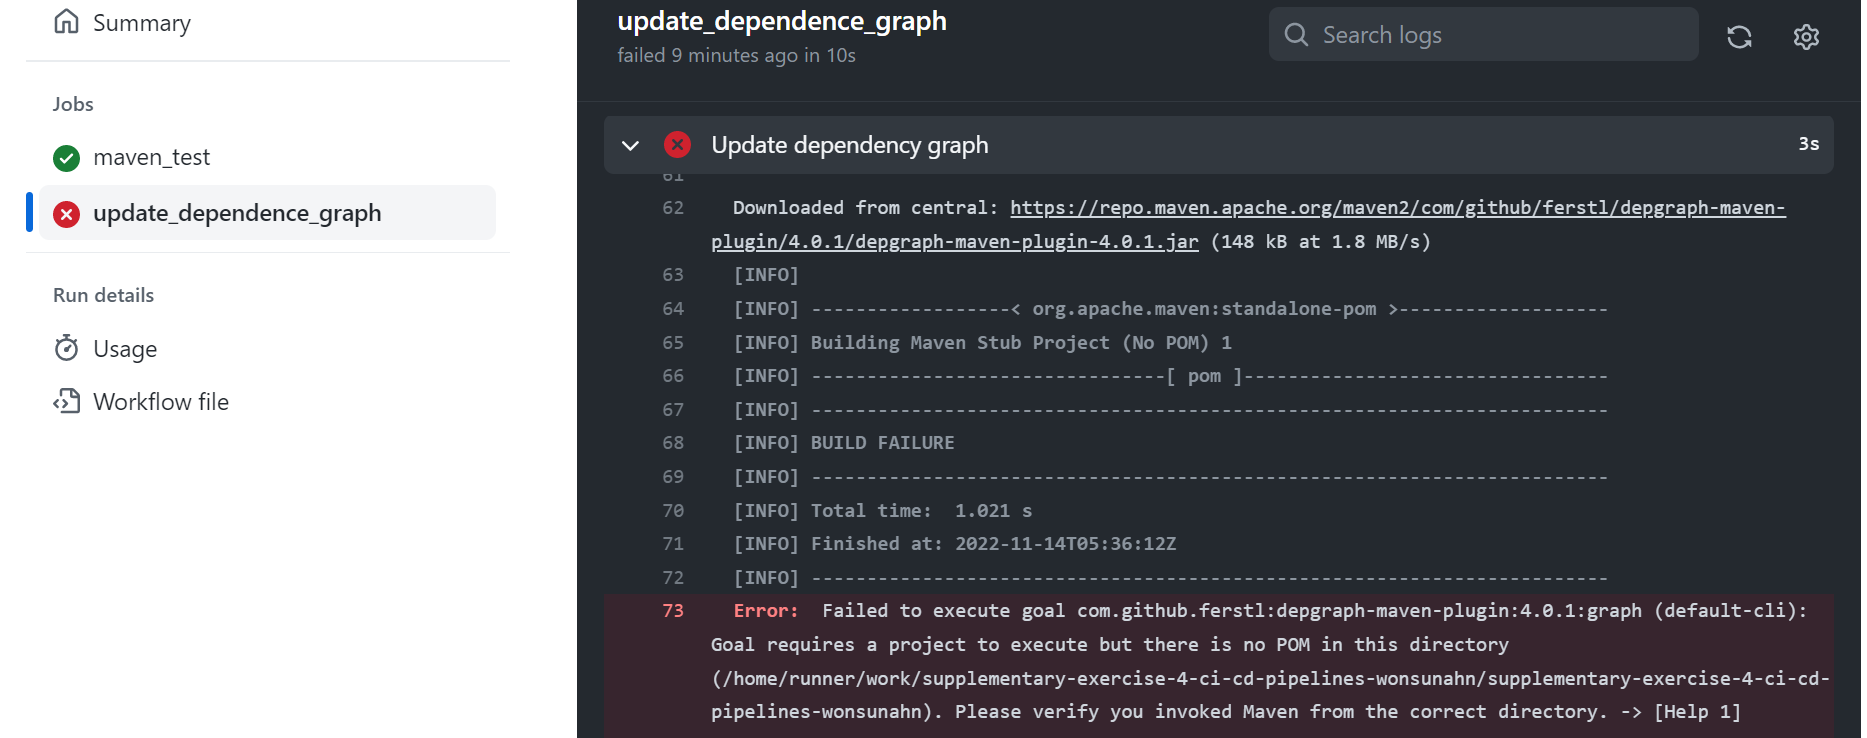 Summary
Jobs
maven_test
update_dependence_graph
Run details
Usage
Workflow file
update_dependence_graph
failed 9 minutes ago in 10s
Search logs
Update dependency graph
3s
61
62 Downloaded from central: https://repo.maven.apache.org/maven2/com/github/ferstl/depgraph-maven-
plugin/4.0.1/depgraph-maven-plugin-4.0.1.jar (148 kB at 1.8 MB/s)
63 [INFO]
64 [INFO] ------------------< org.apache.maven:standalone-pom >-------------------
65 [INFO] Building Maven Stub Project (No POM) 1
66 [INFO] --------------------------------[ pom ]---------------------------------
67 [INFO] ------------------------------------------------------------------------
68 [INFO] BUILD FAILURE
69 [INFO] ------------------------------------------------------------------------
70 [INFO] Total time:  1.021 s
71 [INFO] Finished at: 2022-11-14T05:36:12Z
72 [INFO] ------------------------------------------------------------------------
73 Error:  Failed to execute goal com.github.ferstl:depgraph-maven-plugin:4.0.1:graph (default-cli):
Goal requires a project to execute but there is no POM in this directory
(/home/runner/work/supplementary-exercise-4-ci-cd-pipelines-wonsunahn/supplementary-exercise-4-ci-cd-
pipelines-wonsunahn). Please verify you invoked Maven from the correct directory. -> [Help 1]